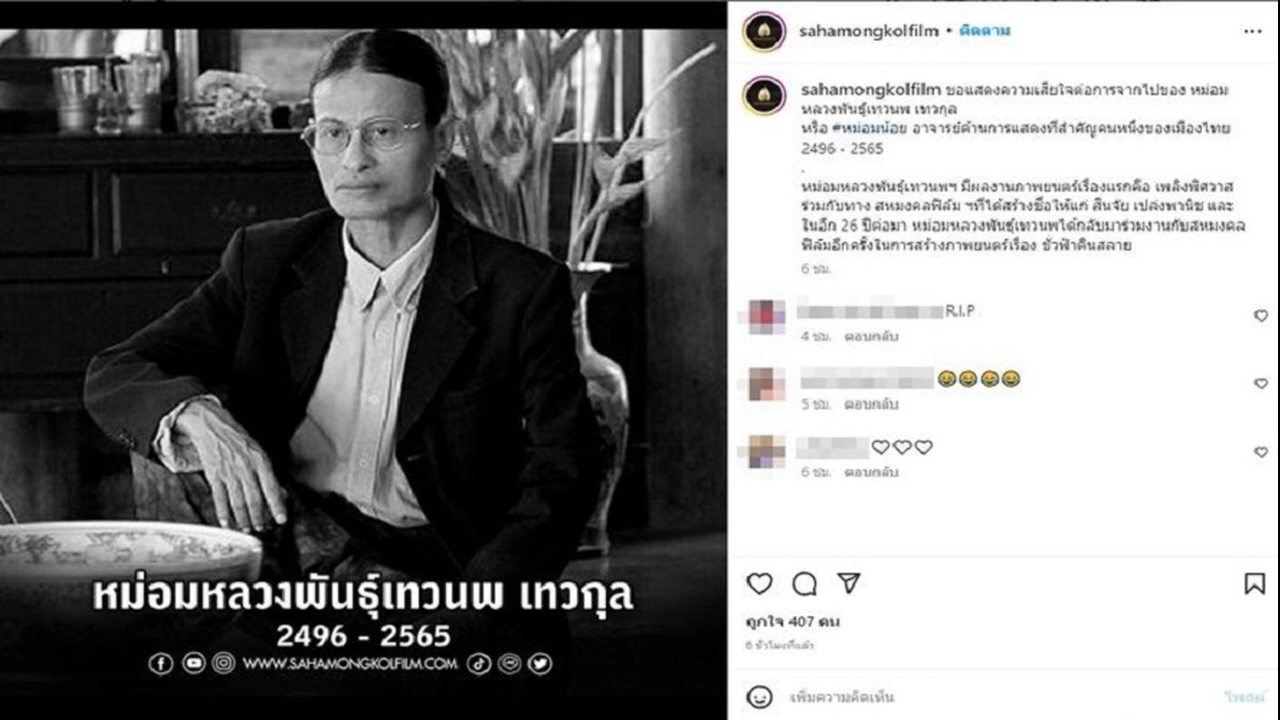 หม่อมหลวงพันธุ์เทวนพ เทวกุล
2496 - 2565
WWW.SAHAMONGKOLFILM.COM
sahamongkolfilm • ติดตาม
sahamongkolfilm ขอแสดงความเสียใจต่อการจากไปของ หม่อม
หลวงพันธุ์เทวนพ เทวกุล
หรือ #หม่อมน้อย อาจารย์ด้านการแสดงที่สำคัญคนหนึ่งของเมืองไทย
2496 - 2565
.
หม่อมหลวงพันธุ์เทวนพฯ มีผลงานภาพยนตร์เรื่องแรกคือ เพลิงพิศวาส
ร่วมกับทาง สหมงคลฟิล์ม ฯที่ได้สร้างชื่อให้แก่ สินจัย เปล่งพานิช และ
ในอีก 26 ปีต่อมา หม่อมหลวงพันธุ์เทวนพได้กลับมาร่วมงานกับสหมงคล
ฟิล์มอีกครั้งในการสร้างภาพยนตร์เรื่อง ชั่วฟ้าดินสลาย
6 ชม.
R.I.P
4 ชม. ตอบกลับ
😂😂😂😂
5 ชม. ตอบกลับ
♡♡♡
6 ชม. ตอบกลับ
ถูกใจ 407 คน
6 ชั่วโมงที่แล้ว
เพิ่มความคิดเห็น
โพสต์